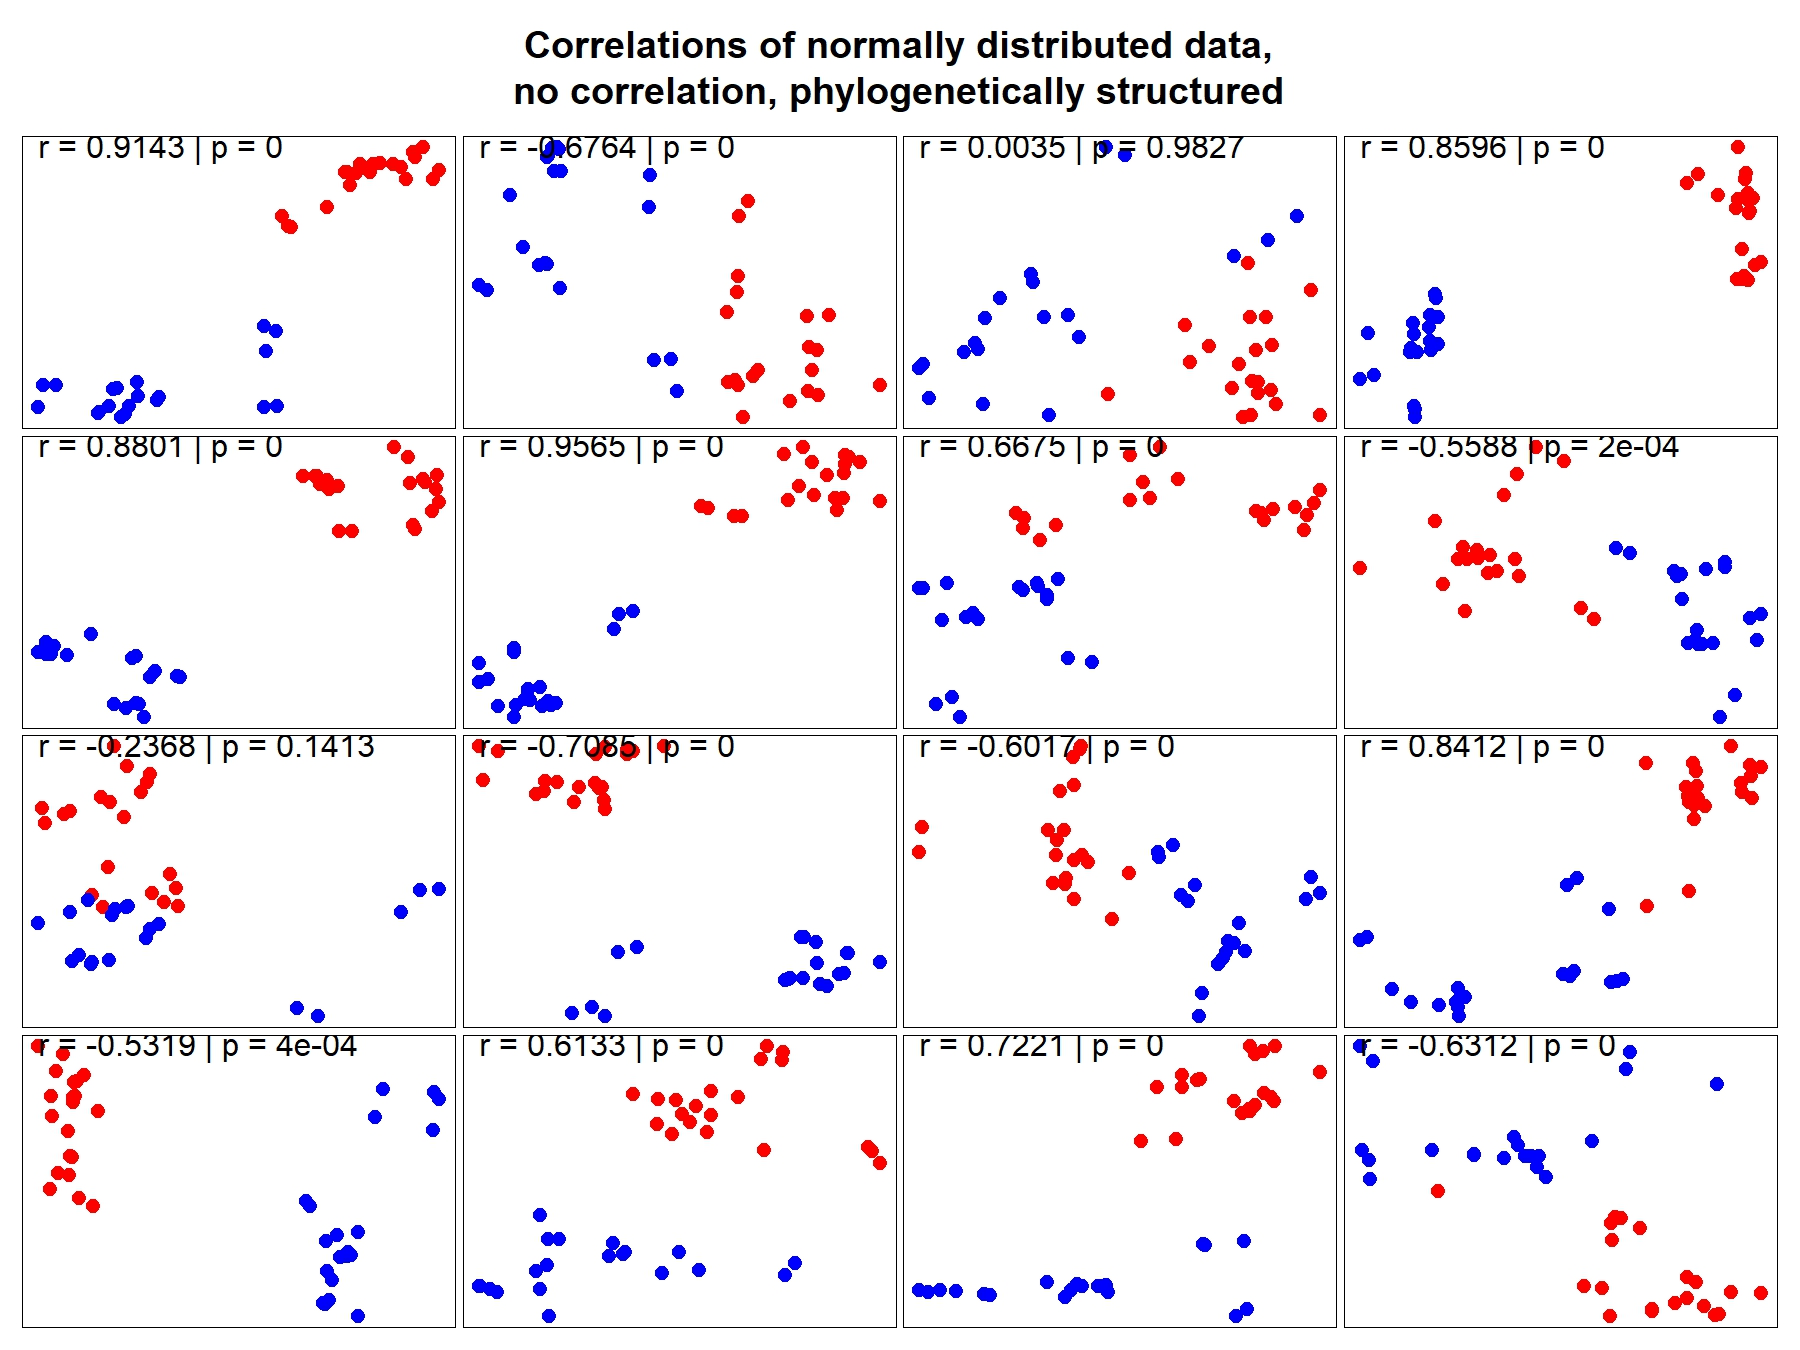 Correlations of normally distributed data,
no correlation, phylogenetically structured
r = 0.9143 | p = 0
r = -0.6764 | p = 0
r = 0.0035 | p = 0.9827
r = 0.8596 | p = 0
r = 0.8801 | p = 0
r = 0.9565 | p = 0
r = 0.6675 | p = 0
r = -0.5588 | p = 2e-04
r = -0.2368 | p = 0.1413
r = -0.7085 | p = 0
r = -0.6017 | p = 0
r = 0.8412 | p = 0
r = -0.5319 | p = 4e-04
r = 0.6133 | p = 0
r = 0.7221 | p = 0
r = -0.6312 | p = 0